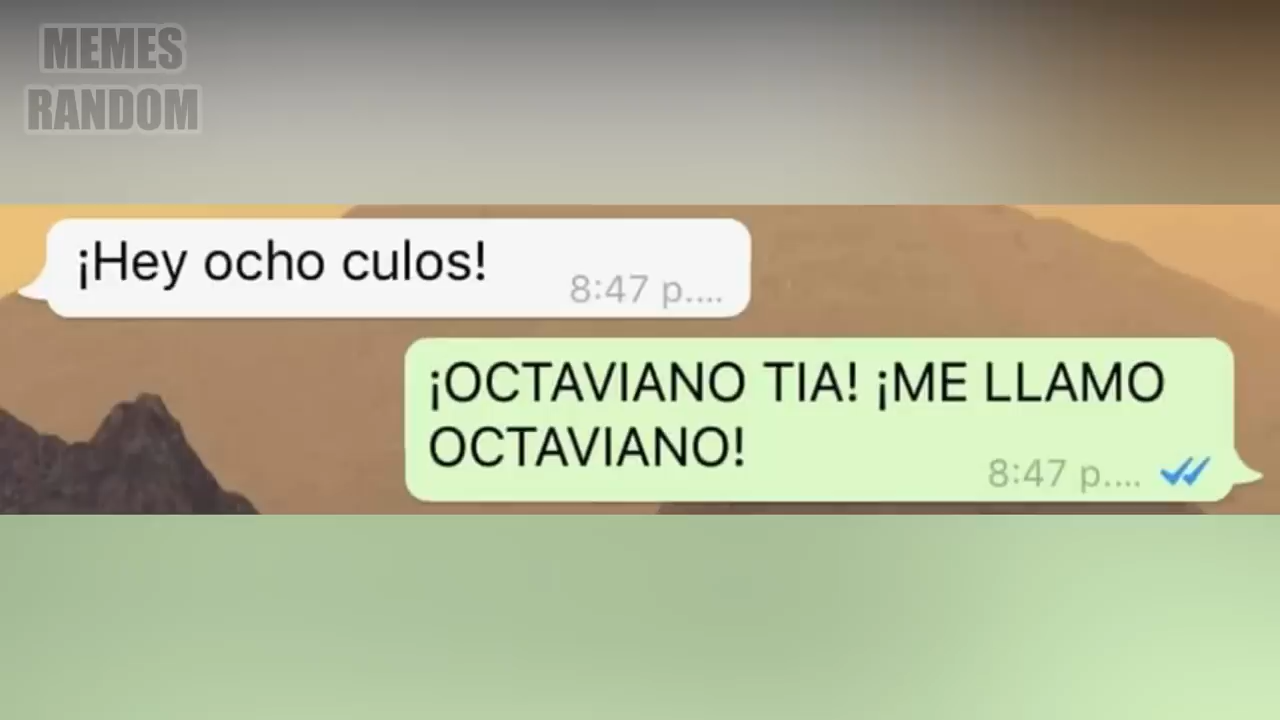 MEMES
RANDOM
¡Hey ocho culos!
8:47 p....
¡OCTAVIANO TIA! ¡ME LLAMO
OCTAVIANO!
8:47 p....